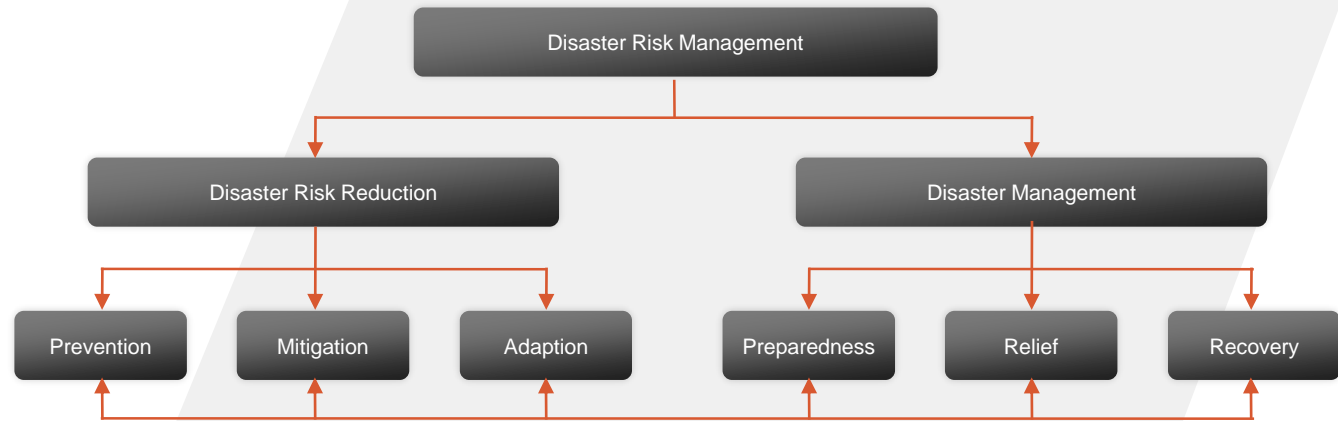 Disaster Risk Management
Disaster Risk Reduction
Disaster Management
Prevention
Mitigation
Adaption
Preparedness
Relief
Recovery